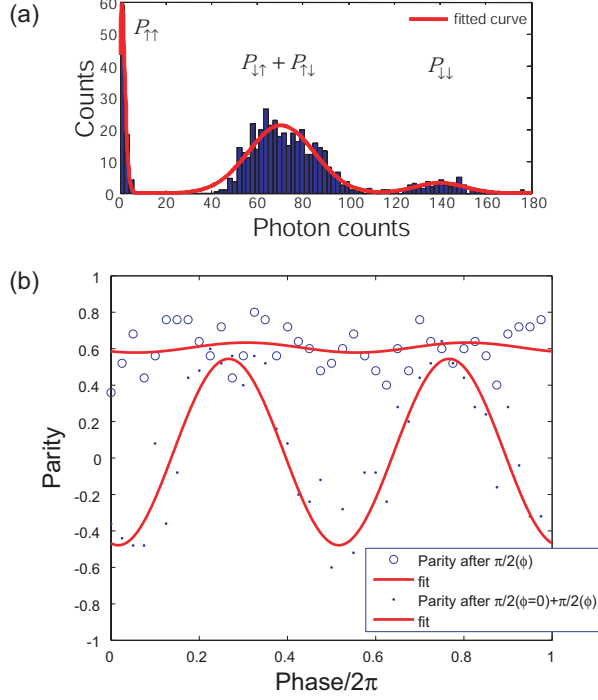 (a)
60
50
40
30
20
10
0
Counts
P↑↑
P↓↑ + P↑↓
P↓↓
fitted curve
0 20 40 60 80 100 120 140 160 180
Photon counts
(b)
1
0.8
0.6
0.4
0.2
0
-0.2
-0.4
-0.6
-0.8
-1
Parity
Parity after π/2(ϕ)
fit
Parity after π/2(ϕ=0)+π/2(ϕ)
fit
0 0.2 0.4 0.6 0.8 1
Phase/2π